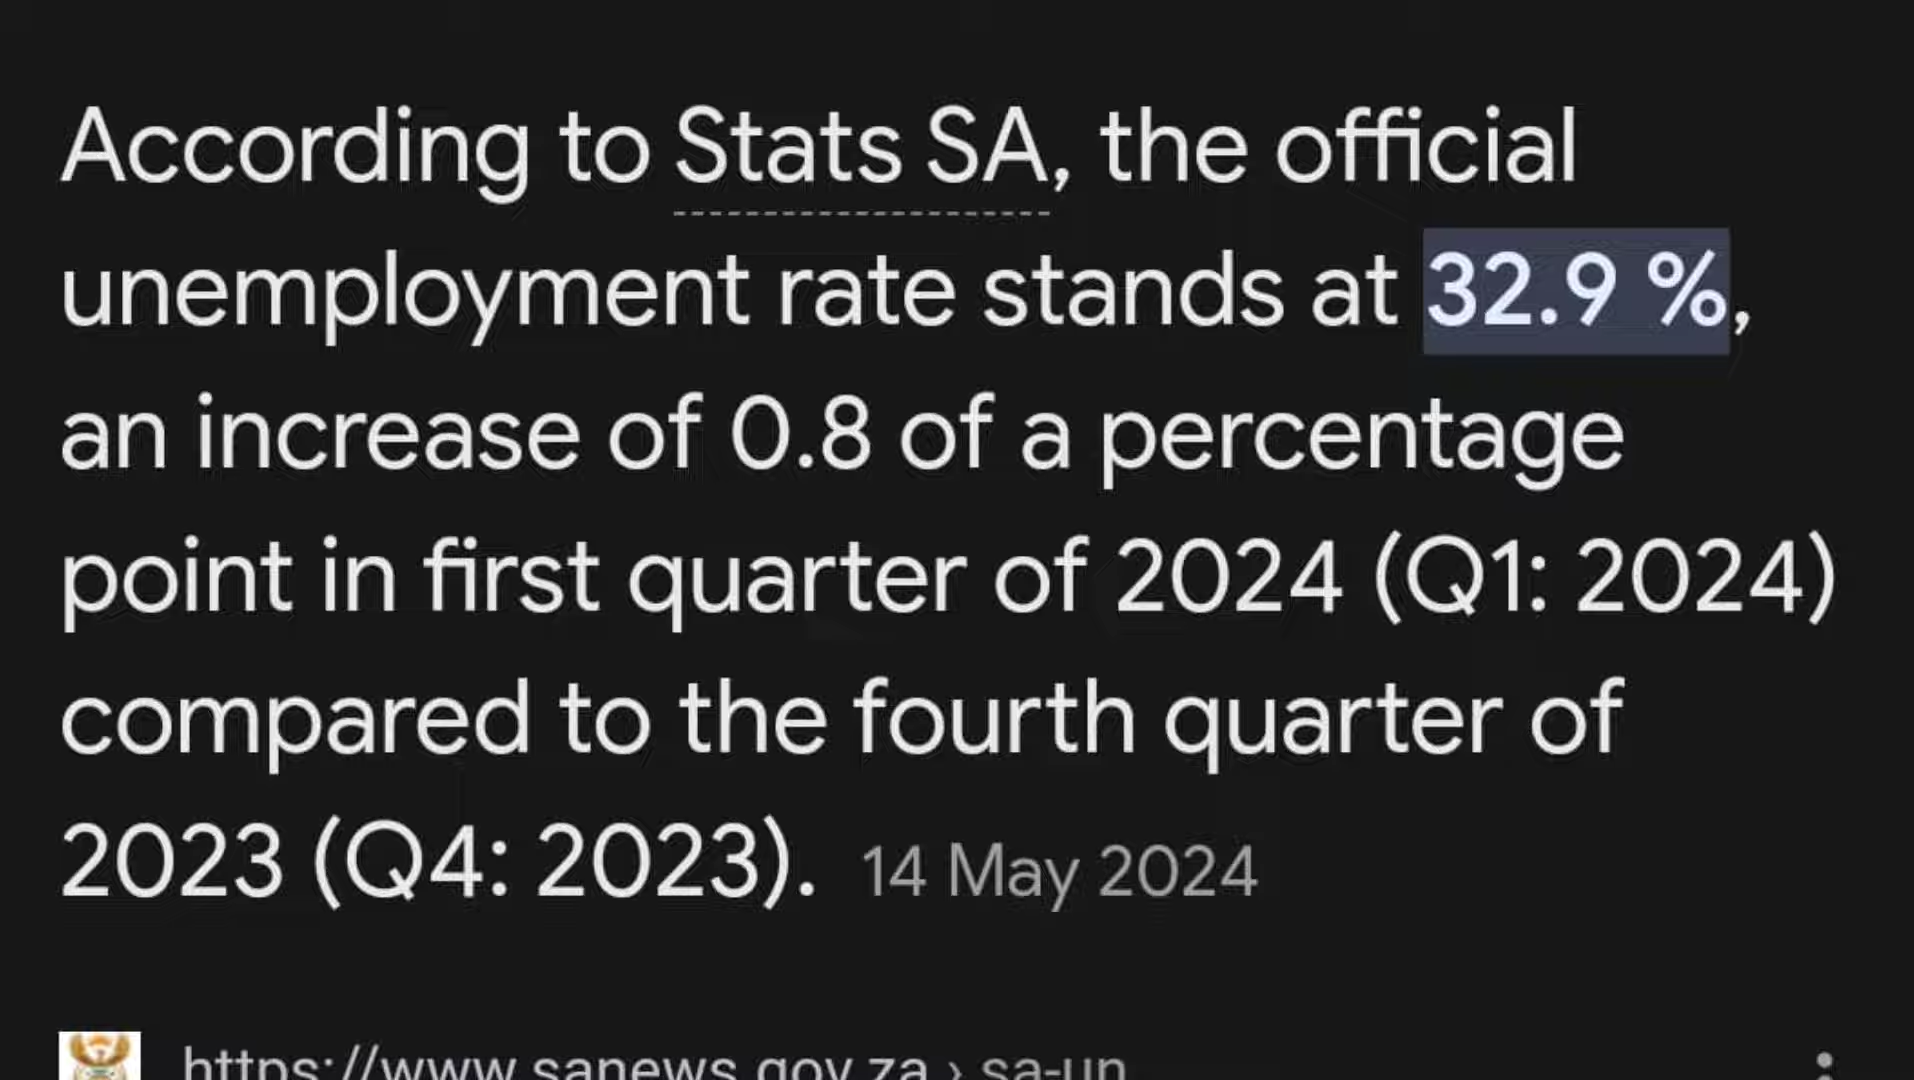 According to Stats SA, the official
unemployment rate stands at 32.9 %,
an increase of 0.8 of a percentage
point in first quarter of 2024 (Q1: 2024)
compared to the fourth quarter of
2023 (Q4: 2023). 14 May 2024
https://www.sanews.gov.za › sa-un